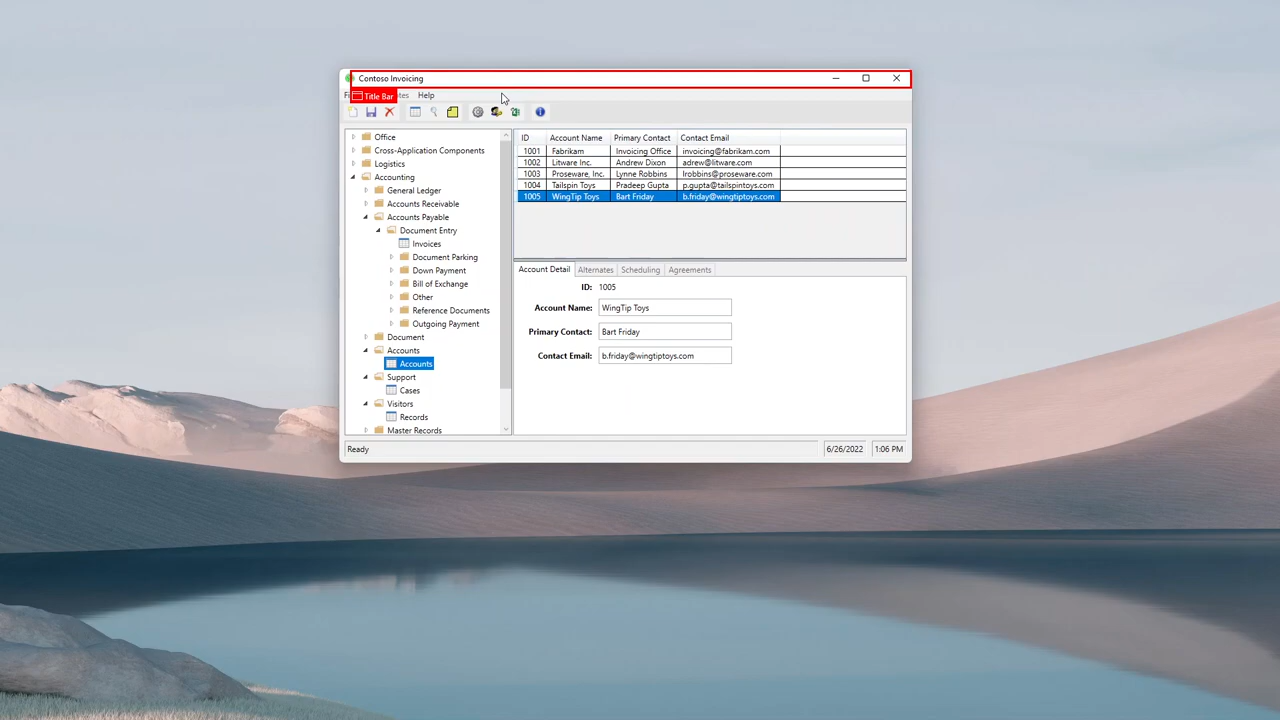 Contoso Invoicing
Title Bar
Help
Office
Cross-Application Components
Logistics
Accounting
General Ledger
Accounts Receivable
Accounts Payable
Document Entry
Invoices
Document Parking
Down Payment
Bill of Exchange
Other
Reference Documents
Outgoing Payment
Document
Accounts
Accounts
Support
Cases
Visitors
Records
Master Records
ID Account Name Primary Contact Contact Email
1001 Fabrikam Invoicing Office invoicing@fabrikam.com
1002 Litware Inc. Andrew Dixon adrew@litware.com
1003 Proseware, Inc. Lynne Robbins lrobbins@proseware.com
1004 Tailspin Toys Pradeep Gupta p.gupta@tailspintoys.com
1005 WingTip Toys Bart Friday b.friday@wingtiptoys.com
Account Detail Alternates Scheduling Agreements
ID: 1005
Account Name: WingTip Toys
Primary Contact: Bart Friday
Contact Email: b.friday@wingtiptoys.com
Ready 6/26/2022 1:06 PM